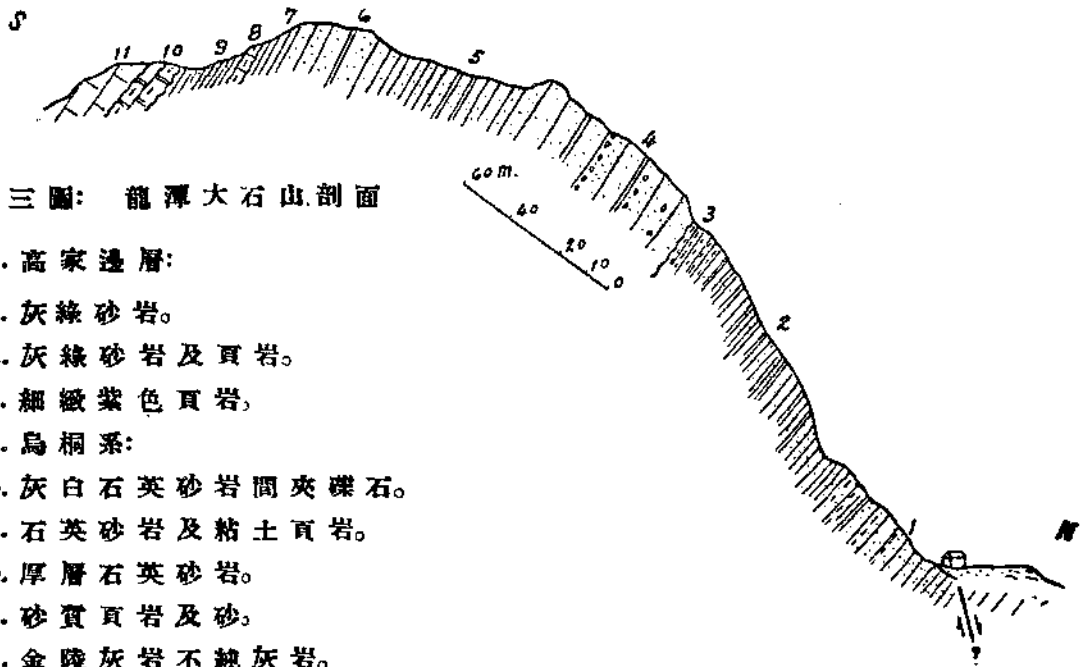 S
N
11 10 9 8 7 6 5 4 3 2 1
60 m.
40
20
10
0
?
三圖: 龍潭大石山剖面
. 高家邊層:
. 灰綠砂岩。
. 灰綠砂岩及頁岩。
. 細緻紫色頁岩,
. 烏桐系:
. 灰白石英砂岩間夾礫石。
. 石英砂岩及粘土頁岩。
. 厚層石英砂岩。
. 砂質頁岩及砂。
. 金陵灰岩不純灰岩。